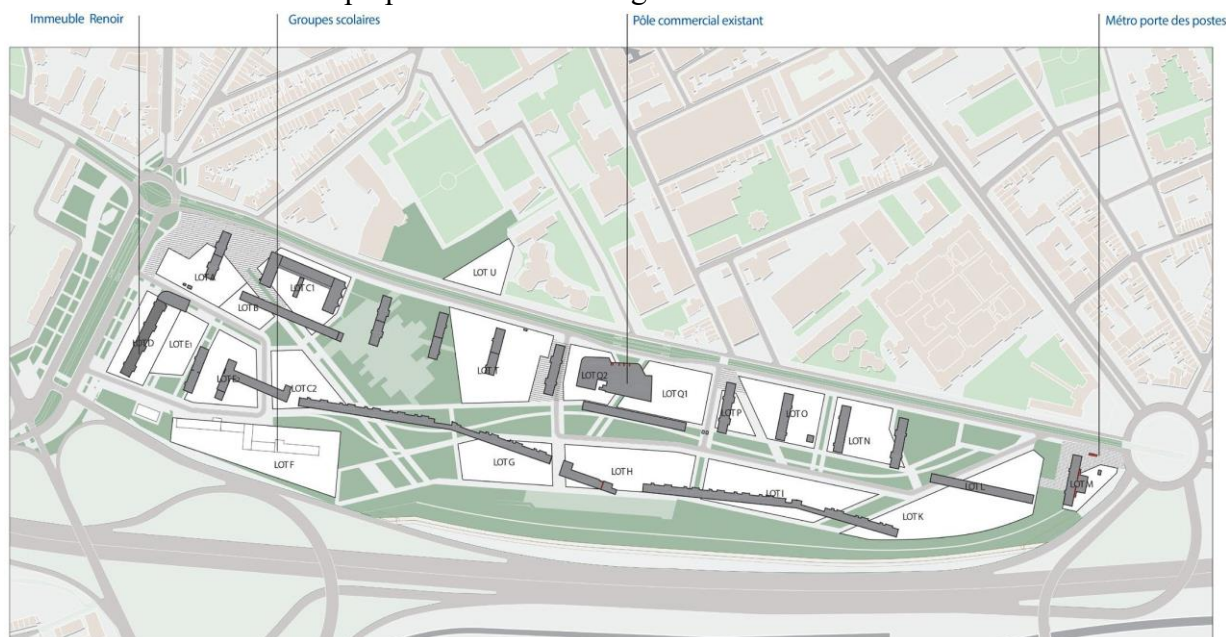 Immeuble Renoir
Groupes scolaires
Pôle commercial existant
Métro porte des postes
LOT U
LOT A
LOT C1
LOT B
LOT D
LOT E1
LOT T
LOT Q2
LOT E2
LOT C2
LOT Q1
LOT P
LOT O
LOT N
LOT F
LOT G
LOT H
LOT I
LOT L
LOT M
LOT K